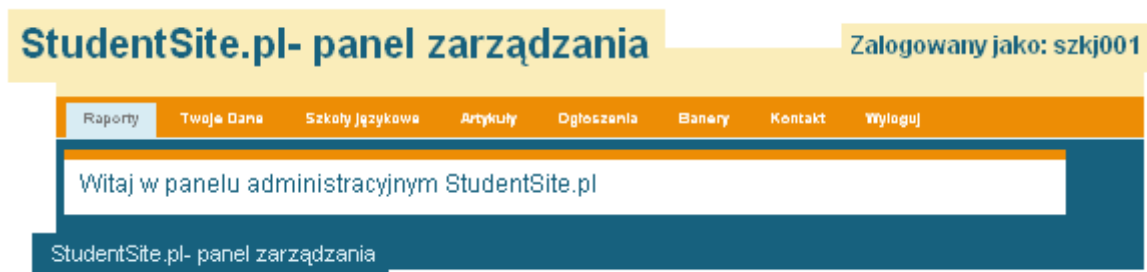 StudentSite.pl- panel zarządzania
Zalogowany jako: szkj001
Raporty Twoje Dane Szkoły Językowe Artykuły Ogłoszenia Banery Kontakt Wyloguj
Witaj w panelu administracyjnym StudentSite.pl
StudentSite.pl- panel zarządzania